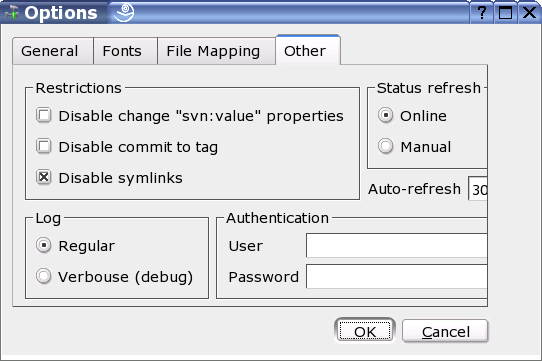 Options
General Fonts File Mapping Other
Restrictions
Disable change "svn:value" properties
Disable commit to tag
Disable symlinks
Status refresh
Online
Manual
Auto-refresh 30
Log
Regular
Verbouse (debug)
Authentication
User
Password
OK Cancel